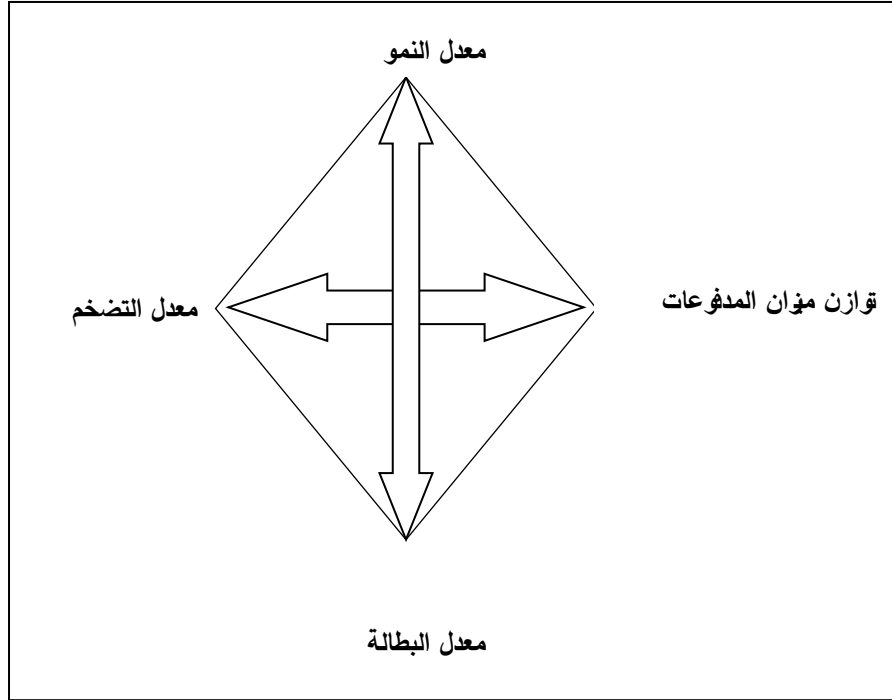 معدل النمو
توازن ميزان المدفوعات
معدل التضخم
معدل البطالة